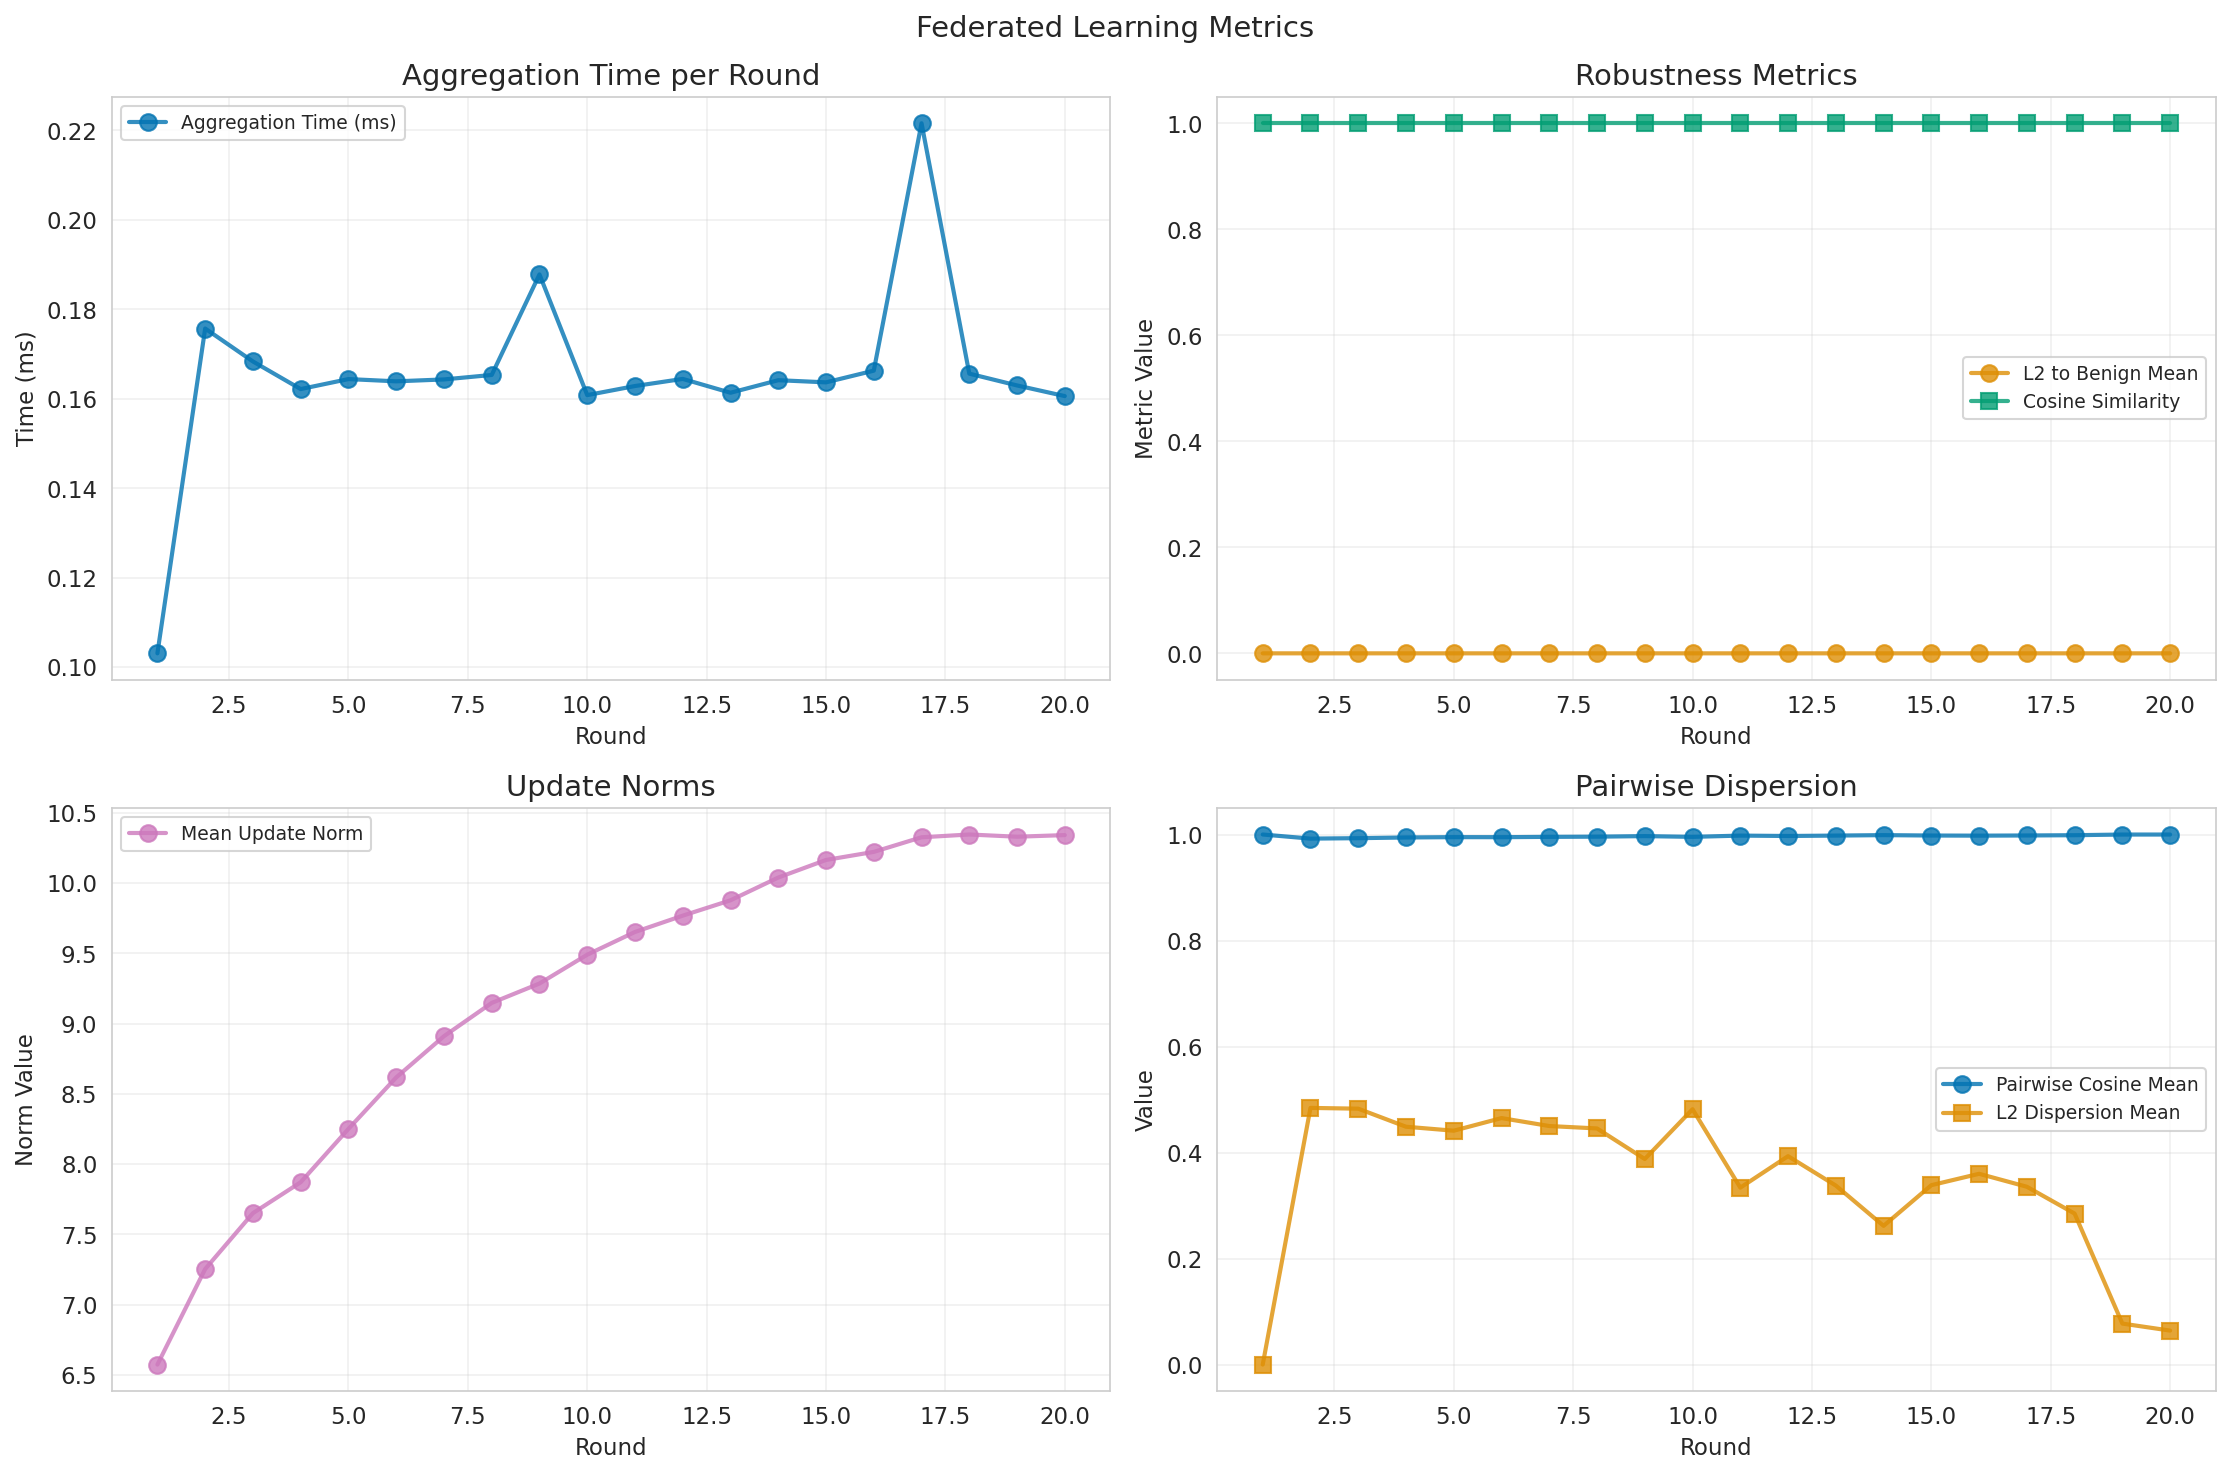 Federated Learning Metrics
Aggregation Time per Round
Aggregation Time (ms)
Time (ms)
0.22
0.20
0.18
0.16
0.14
0.12
0.10
2.5 5.0 7.5 10.0 12.5 15.0 17.5 20.0
Round
Robustness Metrics
L2 to Benign Mean
Cosine Similarity
Metric Value
1.0
0.8
0.6
0.4
0.2
0.0
2.5 5.0 7.5 10.0 12.5 15.0 17.5 20.0
Round
Update Norms
Mean Update Norm
Norm Value
10.5
10.0
9.5
9.0
8.5
8.0
7.5
7.0
6.5
2.5 5.0 7.5 10.0 12.5 15.0 17.5 20.0
Round
Pairwise Dispersion
Pairwise Cosine Mean
L2 Dispersion Mean
Value
1.0
0.8
0.6
0.4
0.2
0.0
2.5 5.0 7.5 10.0 12.5 15.0 17.5 20.0
Round